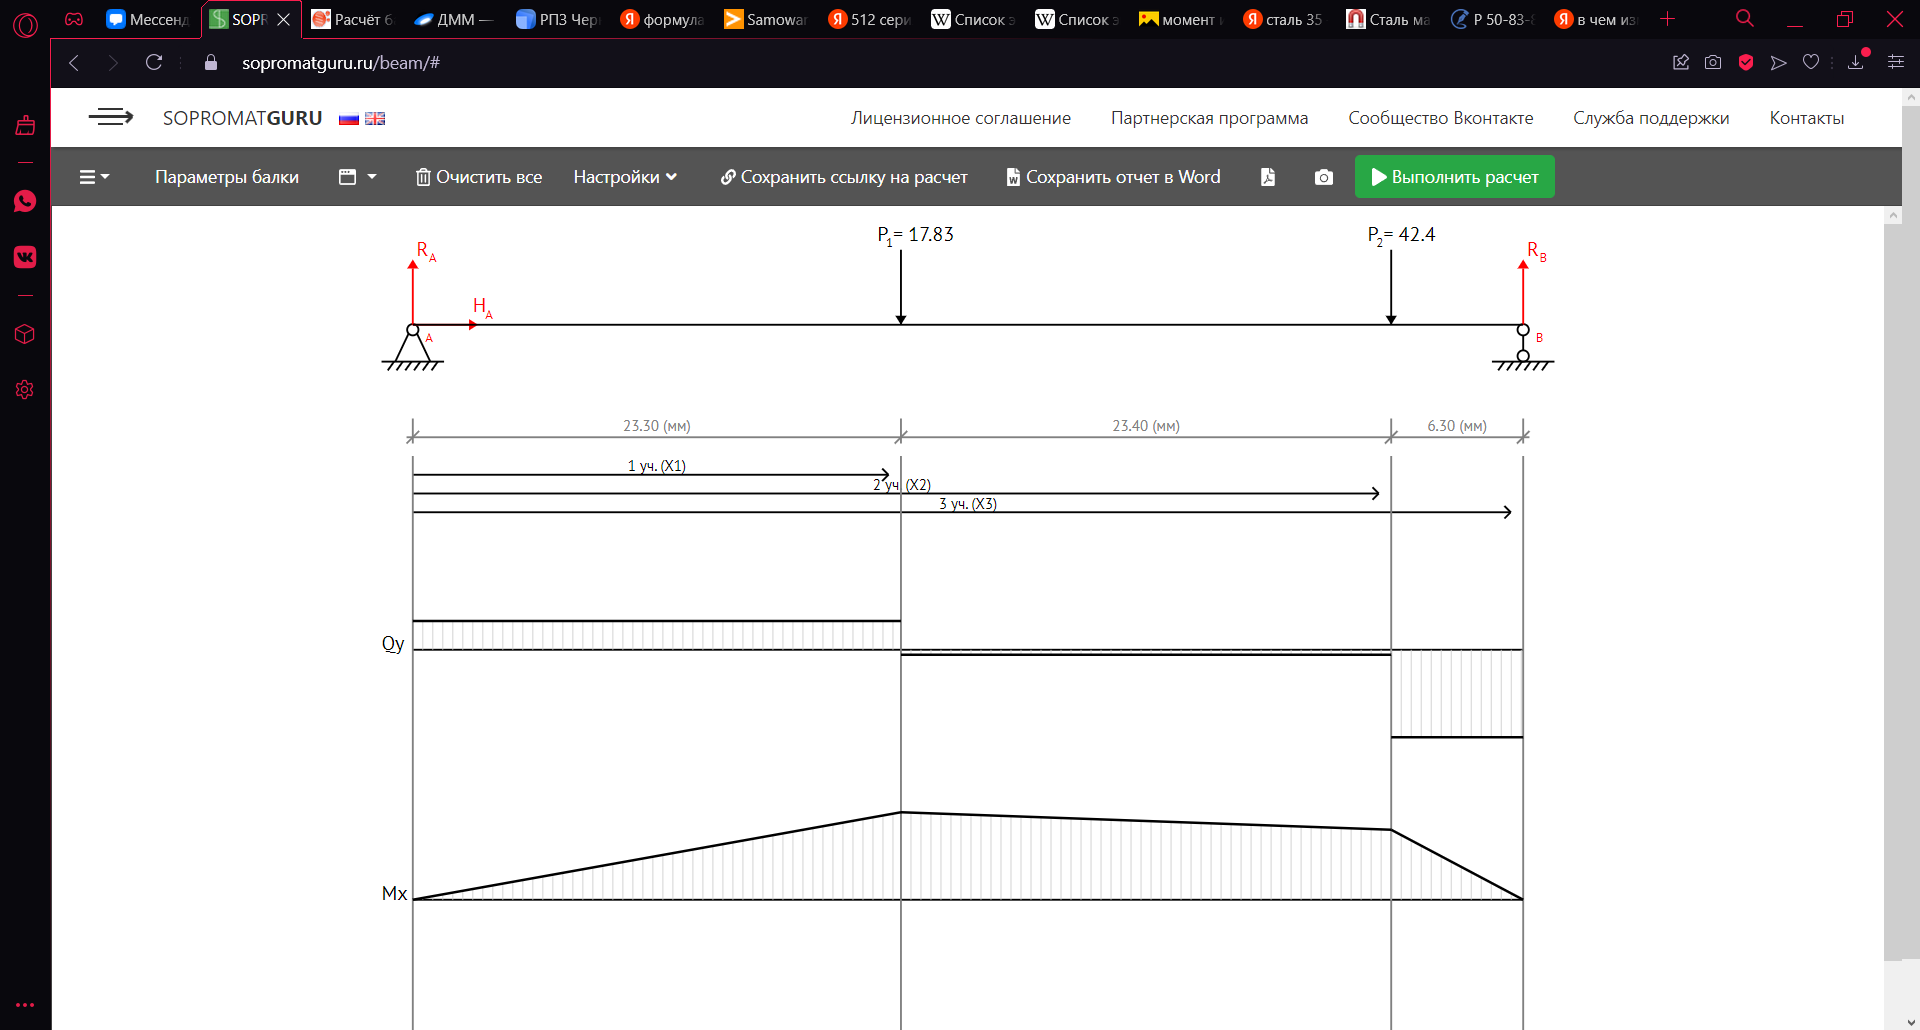 Мессенд
SOPR
Расчёт б
ДММ —
РПЗ Чер
формула
Samowar
512 сери
Список э
Список э
момент и
сталь 35
Сталь ма
Р 50-83-8
в чем из
sopromatguru.ru/beam/#
SOPROMATGURU
Лицензионное соглашение
Партнерская программа
Сообщество Вконтакте
Служба поддержки
Контакты
Параметры балки
Очистить все
Настройки
Сохранить ссылку на расчет
Сохранить отчет в Word
Выполнить расчет
P1= 17.83
P2= 42.4
RA
RB
HA
A
B
23.30 (мм)
23.40 (мм)
6.30 (мм)
1 уч. (X1)
2 уч. (X2)
3 уч. (X3)
Qy
Mx